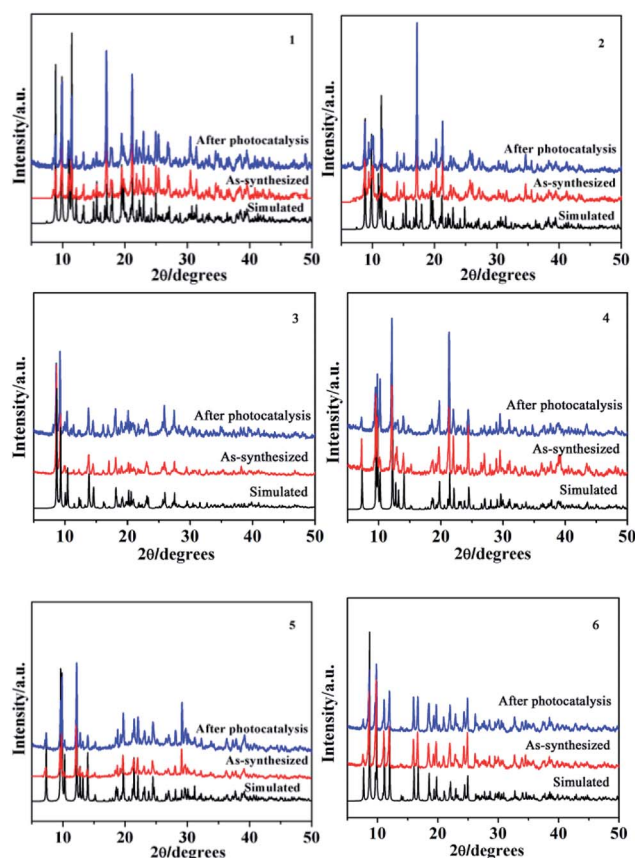 1
After photocatalysis
As-synthesized
Simulated
Intensity/a.u.
10 20 30 40 50
2θ/degrees
2
After photocatalysis
As-synthesized
Simulated
Intensity/a.u.
10 20 30 40 50
2θ/degrees
3
After photocatalysis
As-synthesized
Simulated
Intensity/a.u.
10 20 30 40 50
2θ/degrees
4
After photocatalysis
As-synthesized
Simulated
Intensity/a.u.
10 20 30 40 50
2θ/degrees
5
After photocatalysis
As-synthesized
Simulated
Intensity/a.u.
10 20 30 40 50
2θ/degrees
6
After photocatalysis
As-synthesized
Simulated
Intensity/a.u.
10 20 30 40 50
2θ/degrees